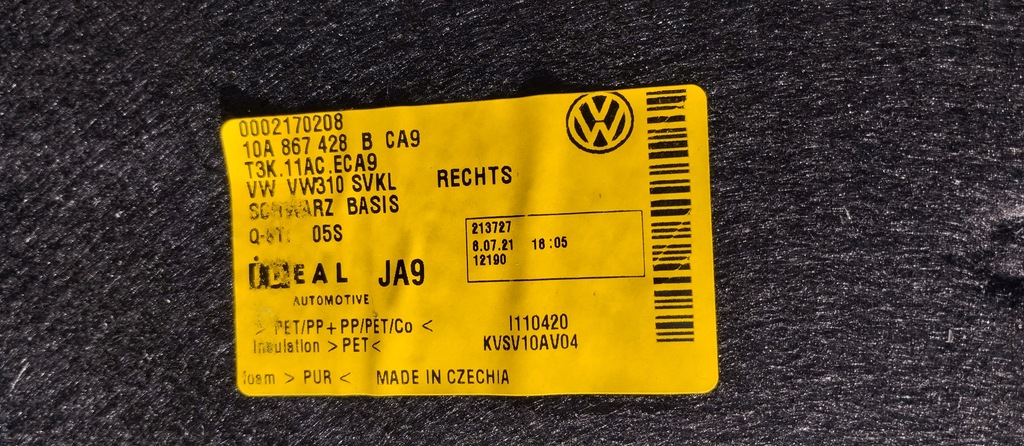 0002170208
10A 867 428 B CA9
T3K.11AC.ECA9
VW VW310 SVKL
RECHTS
SCHWARZ BASIS
Q-ST: 05S
213727
8.07.21 18:05
12190
IDEAL JA9
AUTOMOTIVE
> PET/PP + PP/PET/Co < I110420
Insulation > PET < KVSV10AV04
foam > PUR < MADE IN CZECHIA